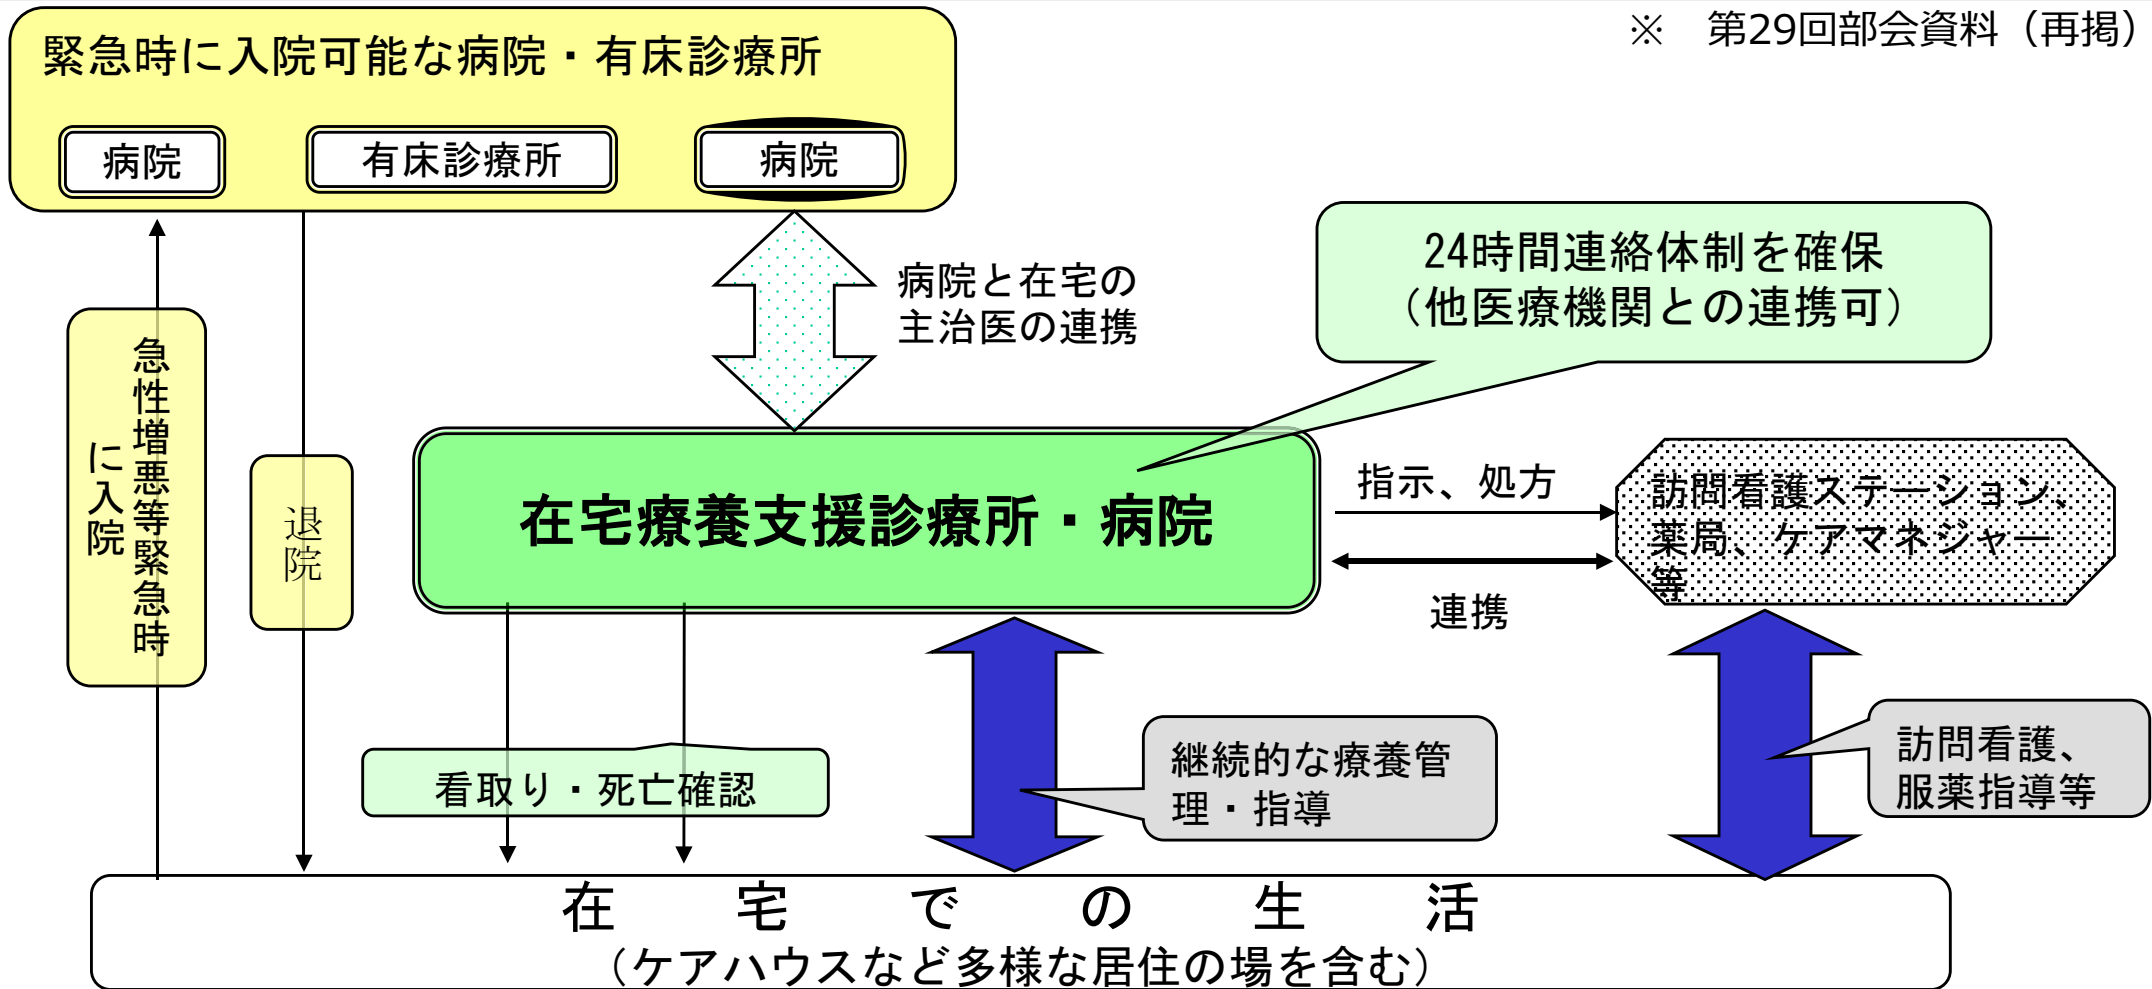 ※　第29回部会資料（再掲）
緊急時に入院可能な病院・有床診療所
病院
有床診療所
病院
病院と在宅の
主治医の連携
24時間連絡体制を確保
（他医療機関との連携可）
急性増悪等緊急時
に入院
退院
在宅療養支援診療所・病院
指示、処方
連携
訪問看護ステーション、
薬局、ケアマネジャー
等
看取り・死亡確認
継続的な療養管
理・指導
訪問看護、
服薬指導等
在　宅　で　の　生　活
（ケアハウスなど多様な居住の場を含む）